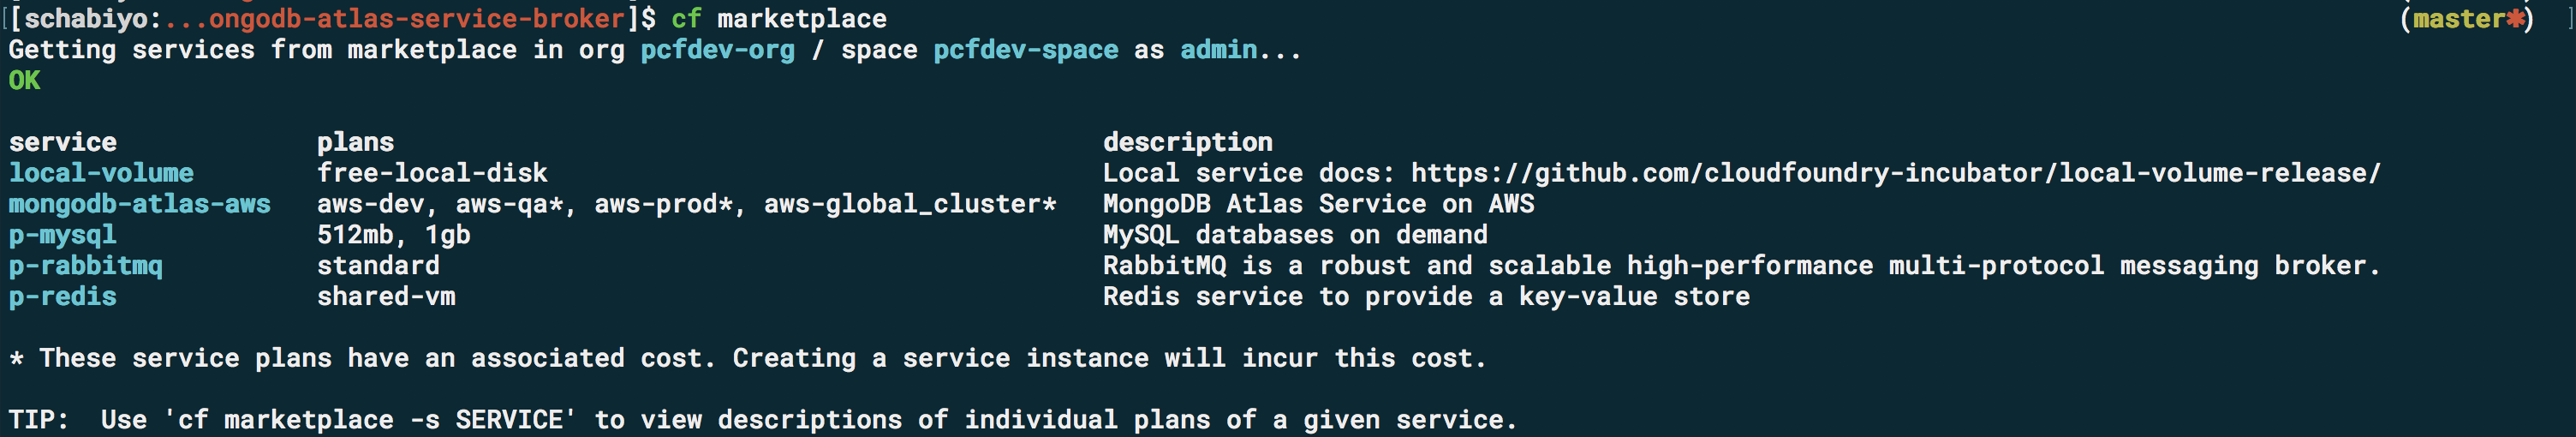 [[schabiyo:...ongodb-atlas-service-broker]$ cf marketplace (master*) ]
Getting services from marketplace in org pcfdev-org / space pcfdev-space as admin...
OK
service plans description
local-volume free-local-disk Local service docs: https://github.com/cloudfoundry-incubator/local-volume-release/
mongodb-atlas-aws aws-dev, aws-qa*, aws-prod*, aws-global_cluster* MongoDB Atlas Service on AWS
p-mysql 512mb, 1gb MySQL databases on demand
p-rabbitmq standard RabbitMQ is a robust and scalable high-performance multi-protocol messaging broker.
p-redis shared-vm Redis service to provide a key-value store
* These service plans have an associated cost. Creating a service instance will incur this cost.
TIP:  Use 'cf marketplace -s SERVICE' to view descriptions of individual plans of a given service.